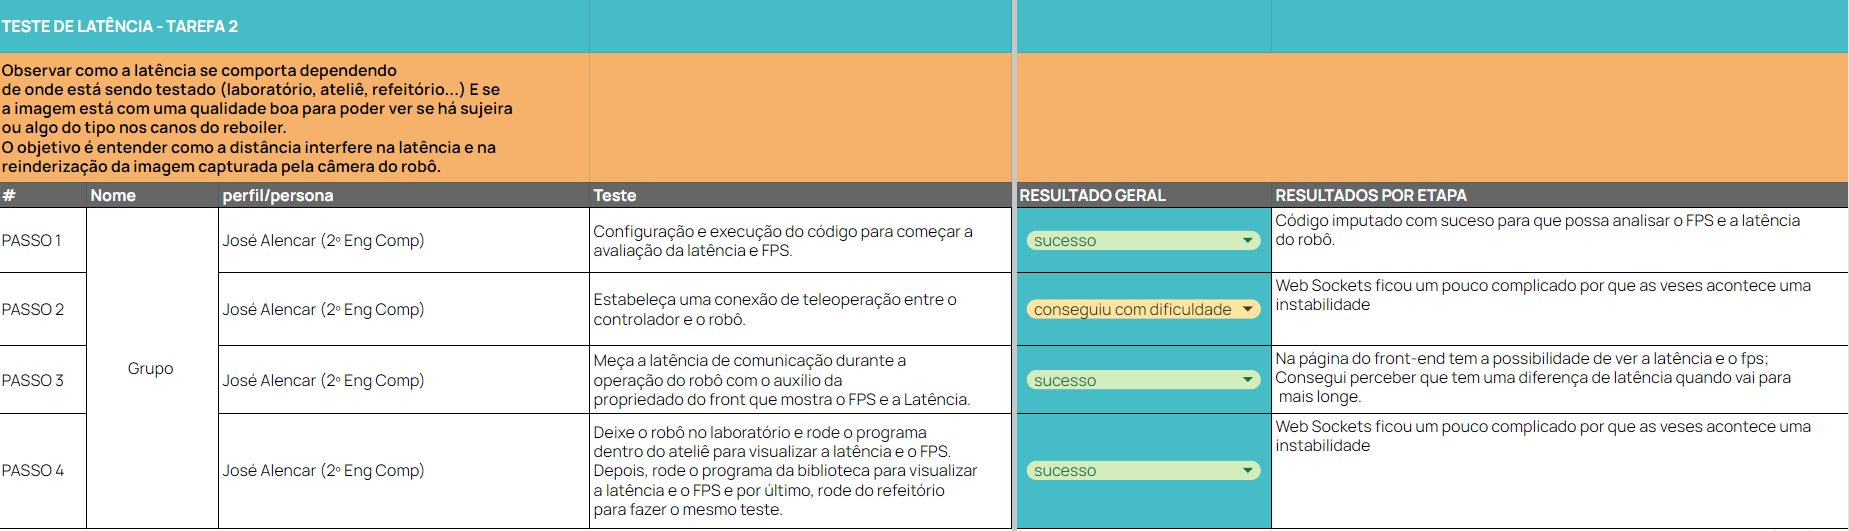 TESTE DE LATÊNCIA - TAREFA 2
Observar como a latência se comporta dependendo
de onde está sendo testado (laboratório, ateliê, refeitório...) E se
a imagem está com uma qualidade boa para poder ver se há sujeira
ou algo do tipo nos canos do reboiler.
O objetivo é entender como a distância interfere na latência e na
reinderização da imagem capturada pela câmera do robô.
# Nome perfil/persona Teste RESULTADO GERAL RESULTADOS POR ETAPA
PASSO 1
José Alencar (2º Eng Comp)
Configuração e execução do código para começar a
avaliação da latência e FPS.
sucesso
Código imputado com suceso para que possa analisar o FPS e a latência
do robô.
PASSO 2
José Alencar (2º Eng Comp)
Estabeleça uma conexão de teleoperação entre o
controlador e o robô.
conseguiu com dificuldade
Web Sockets ficou um pouco complicado por que as veses acontece uma
instabilidade
Grupo
PASSO 3
José Alencar (2º Eng Comp)
Meça a latência de comunicação durante a
operação do robô com o auxílio da
propriedado do front que mostra o FPS e a Latência.
sucesso
Na página do front-end tem a possibilidade de ver a latência e o fps;
Consegui perceber que tem uma diferença de latência quando vai para
mais longe.
PASSO 4
José Alencar (2º Eng Comp)
Deixe o robô no laboratório e rode o programa
dentro do ateliê para visualizar a latência e o FPS.
Depois, rode o programa da biblioteca para visualizar
a latência e o FPS e por último, rode do refeitório
para fazer o mesmo teste.
sucesso
Web Sockets ficou um pouco complicado por que as veses acontece uma
instabilidade